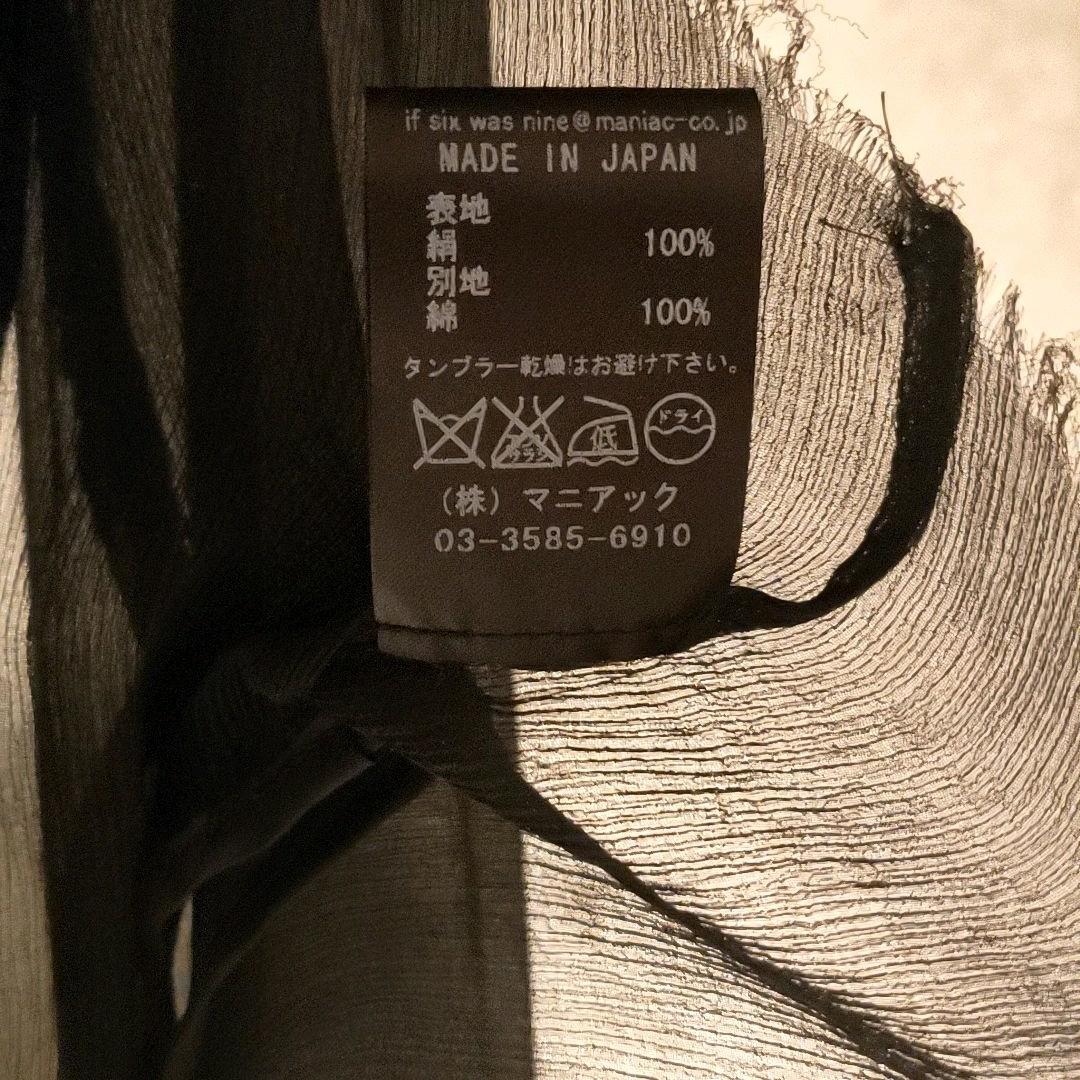 if six was nine@maniac-co.jp
MADE IN JAPAN
表地
絹 100%
別地
綿 100%
タンブラー乾燥はお避け下さい。
低 ドライ
(株) マニアック
03-3585-6910